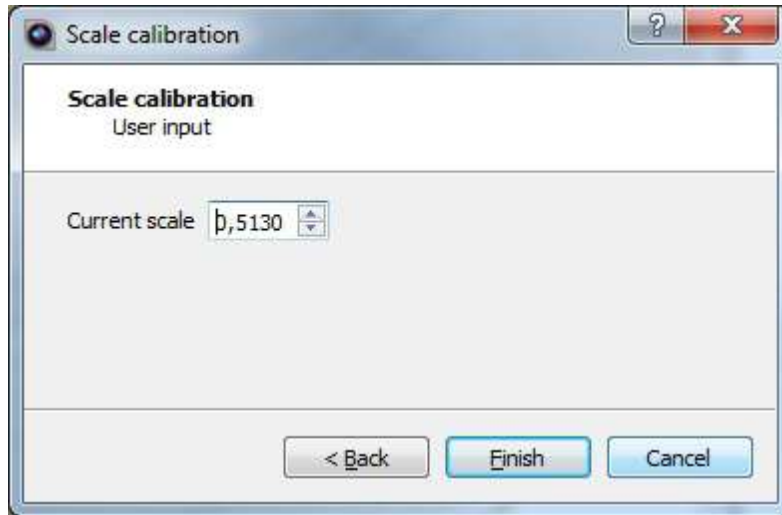 Scale calibration
Scale calibration
User input
Current scale 0,5130
< Back Finish Cancel